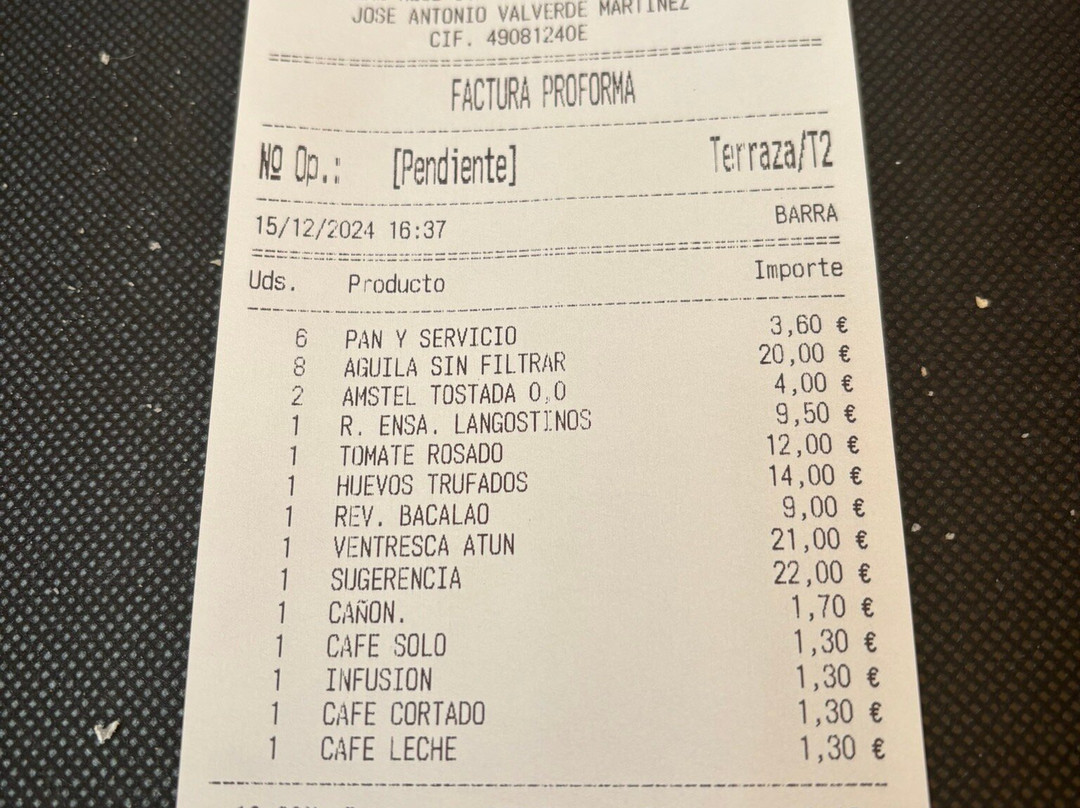 JOSE ANTONIO VALVERDE MARTINEZ
CIF. 49081240E
FACTURA PROFORMA
Nº Op.: [Pendiente] Terraza/T2
15/12/2024 16:37 BARRA
Uds. Producto Importe
6 PAN Y SERVICIO 3,60 €
8 AGUILA SIN FILTRAR 20,00 €
2 AMSTEL TOSTADA 0,0 4,00 €
1 R. ENSA. LANGOSTINOS 9,50 €
1 TOMATE ROSADO 12,00 €
1 HUEVOS TRUFADOS 14,00 €
1 REV. BACALAO 9,00 €
1 VENTRESCA ATUN 21,00 €
1 SUGERENCIA 22,00 €
1 CAÑON. 1,70 €
1 CAFE SOLO 1,30 €
1 INFUSION 1,30 €
1 CAFE CORTADO 1,30 €
1 CAFE LECHE 1,30 €